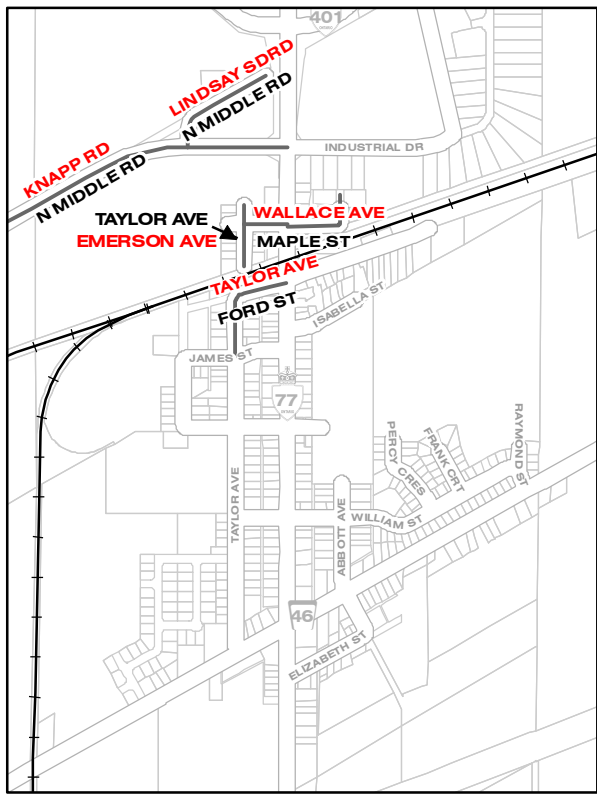 401
ONTARIO
LINDSAY SDRD
N MIDDLE RD
INDUSTRIAL DR
KNAPP RD
N MIDDLE RD
TAYLOR AVE
WALLACE AVE
EMERSON AVE
MAPLE ST
TAYLOR AVE
FORD ST
ISABELLA ST
JAMES ST
77
PERCY CRES
FRANK CRT
RAYMOND ST
TAYLOR AVE
ABBOTT AVE
WILLIAM ST
46
ELIZABETH ST